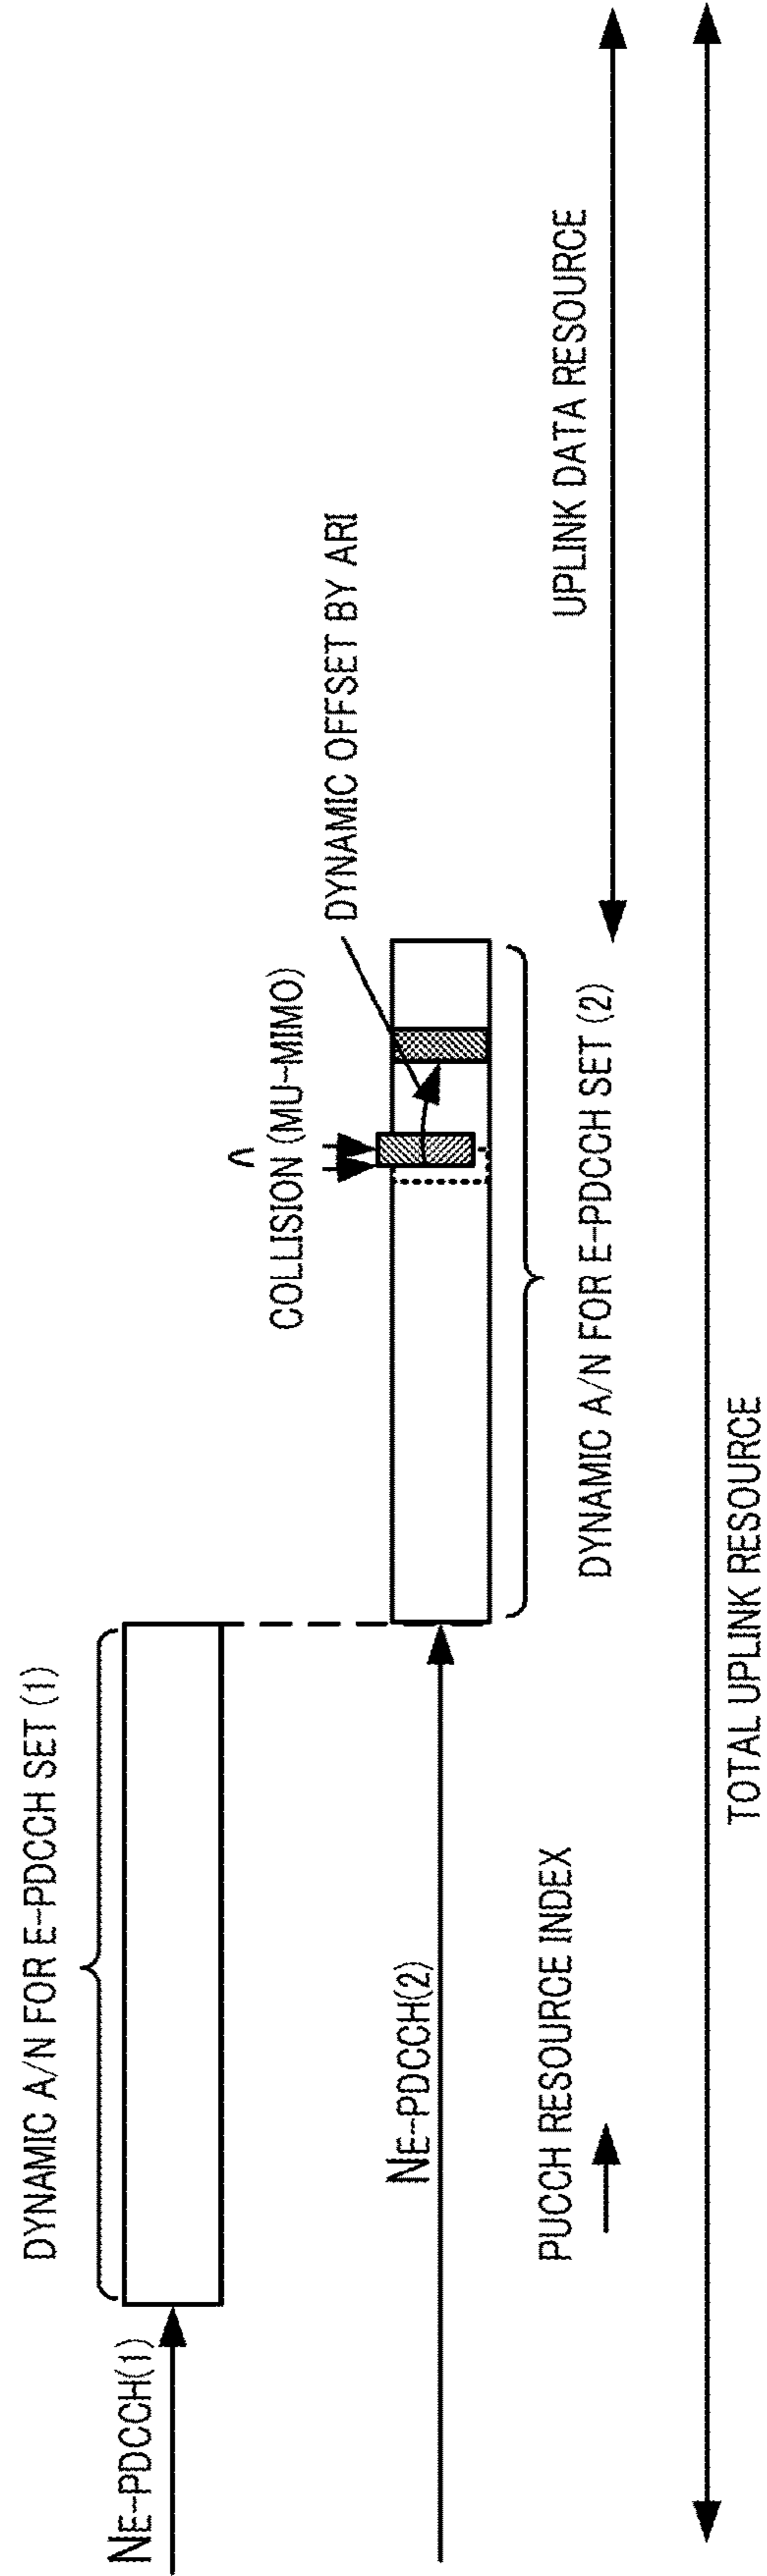 DYNAMIC A/N FOR E-PDCCH SET (1)
NE-PDCCH(1)
COLLISION (MU-MIMO)
DYNAMIC OFFSET BY ARI
NE-PDCCH(2)
DYNAMIC A/N FOR E-PDCCH SET (2)
PUCCH RESOURCE INDEX
UPLINK DATA RESOURCE
TOTAL UPLINK RESOURCE